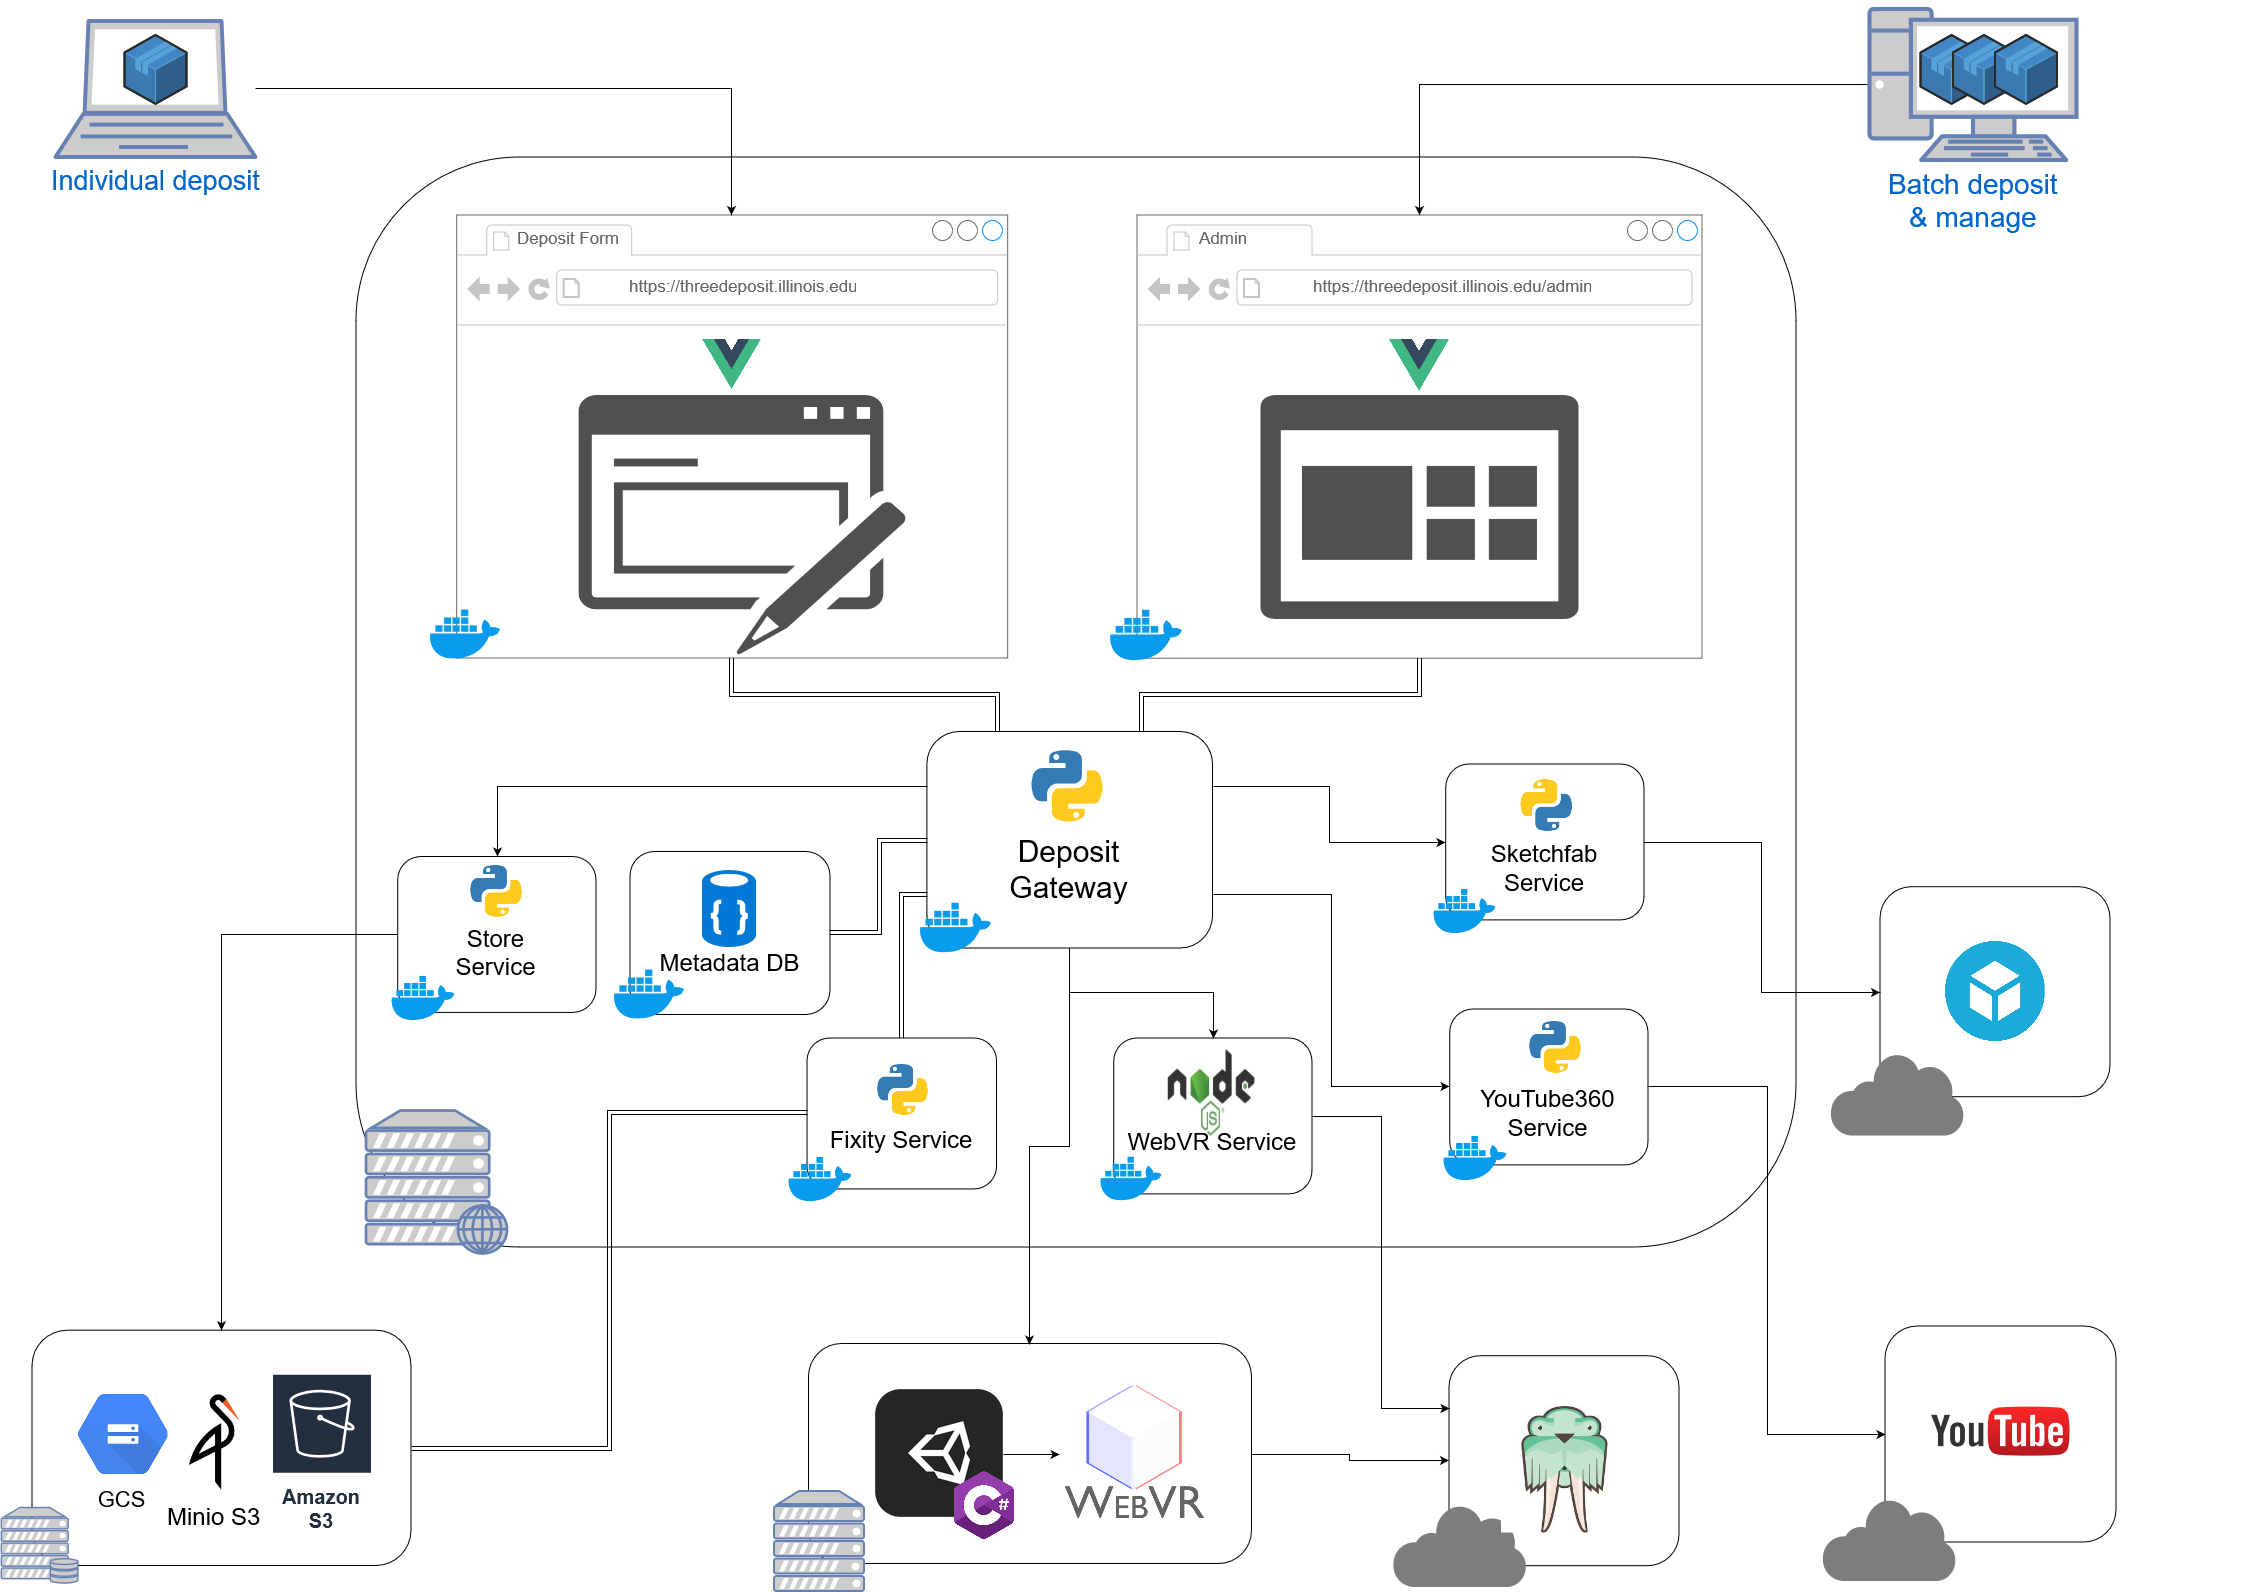 Individual deposit
Batch deposit
& manage
Deposit Form
https://threedeposit.illinois.edu
Admin
https://threedeposit.illinois.edu/admin
Deposit
Gateway
Sketchfab
Service
Store
Service
{ }
Metadata DB
YouTube360
Service
node
JS
Fixity Service
WebVR Service
GCS
Minio S3
Amazon
S3
C#
WEBVR
YouTube